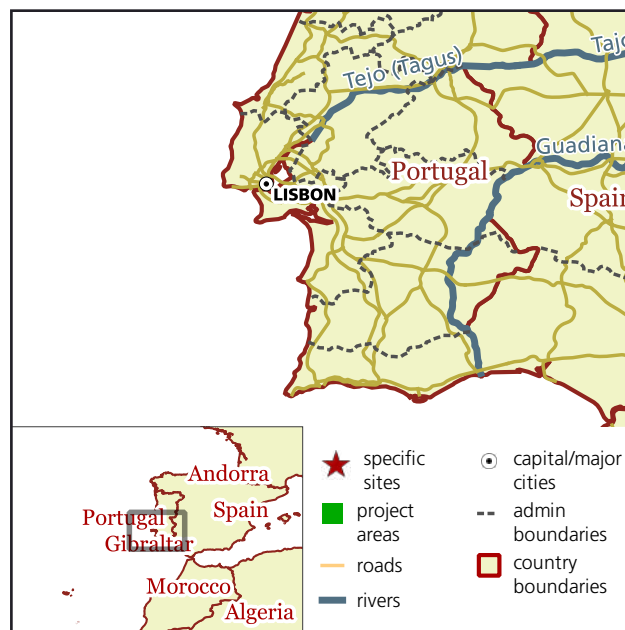 Tejo (Tagus)
Tajo
Guadiana
Portugal
Spain
LISBON
Andorra
Spain
Portugal
Gibraltar
Morocco
Algeria
specific
sites
project
areas
roads
rivers
capital/major
cities
admin
boundaries
country
boundaries